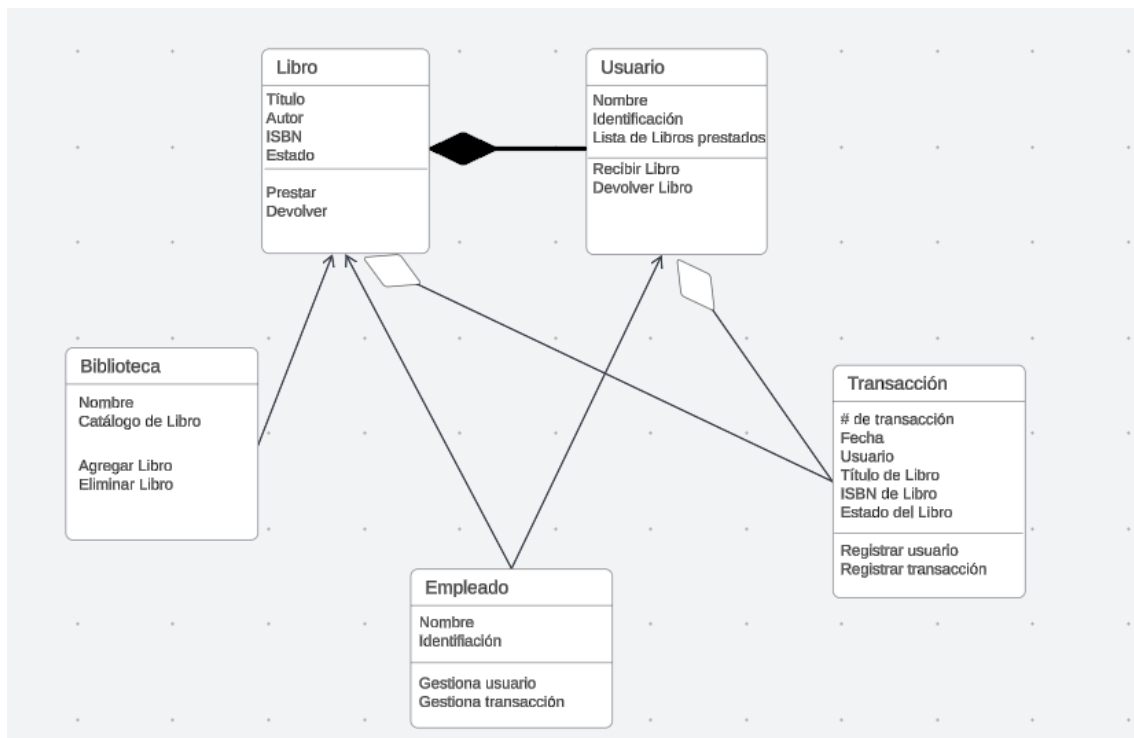 Libro
Título
Autor
ISBN
Estado
Prestar
Devolver
Usuario
Nombre
Identificación
Lista de Libros prestados
Recibir Libro
Devolver Libro
Biblioteca
Nombre
Catálogo de Libro
Agregar Libro
Eliminar Libro
Transacción
# de transacción
Fecha
Usuario
Título de Libro
ISBN de Libro
Estado del Libro
Registrar usuario
Registrar transacción
Empleado
Nombre
Identifiación
Gestiona usuario
Gestiona transacción